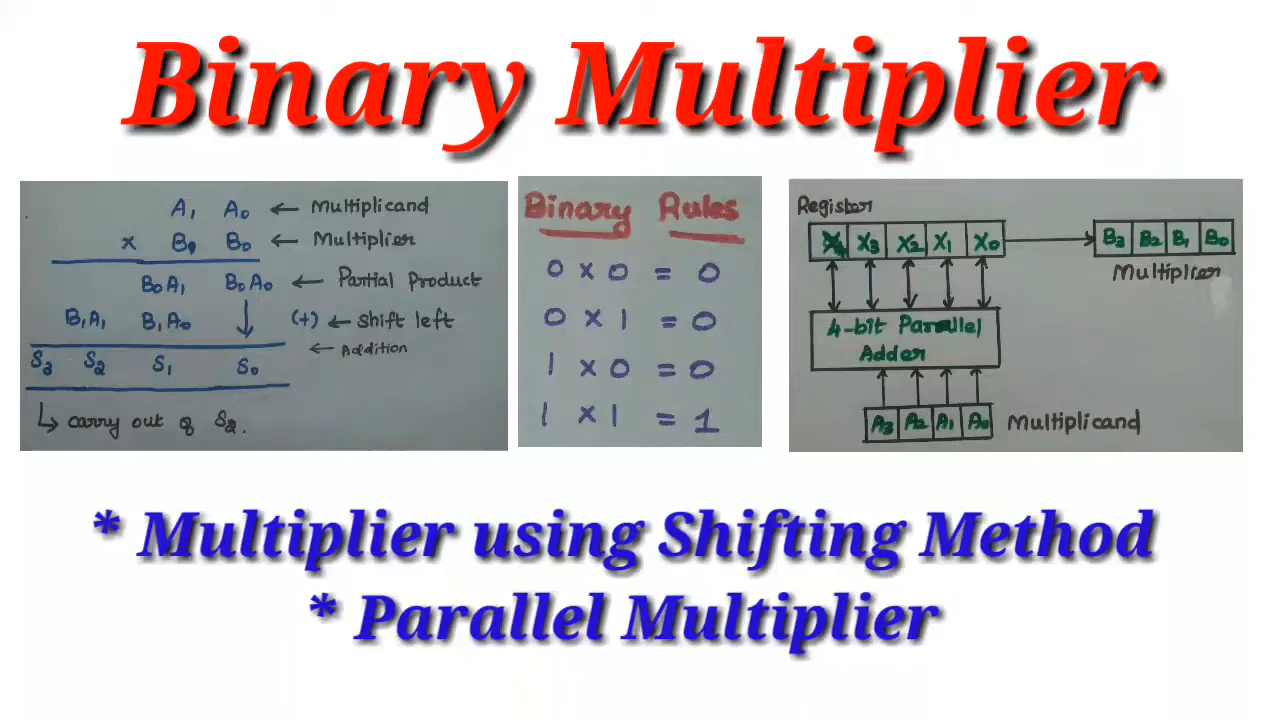 Binary Multiplier
A₁ A₀ ← Multiplicand
x B₁ B₀ ← Multiplier
B₀A₁ B₀A₀ ← Partial Product
B₁A₁ B₁A₀ ↓ (+) ← Shift left
← Addition
S₃ S₂ S₁ S₀
↳ carry out of S₂.
Binary Rules
0 x 0 = 0
0 x 1 = 0
1 x 0 = 0
1 x 1 = 1
Register
X₃ X₂ X₁ X₀
B₃ B₂ B₁ B₀
Multiplier
4-bit Parallel
Adder
A₃ A₂ A₁ A₀ Multiplicand
* Multiplier using Shifting Method
* Parallel Multiplier